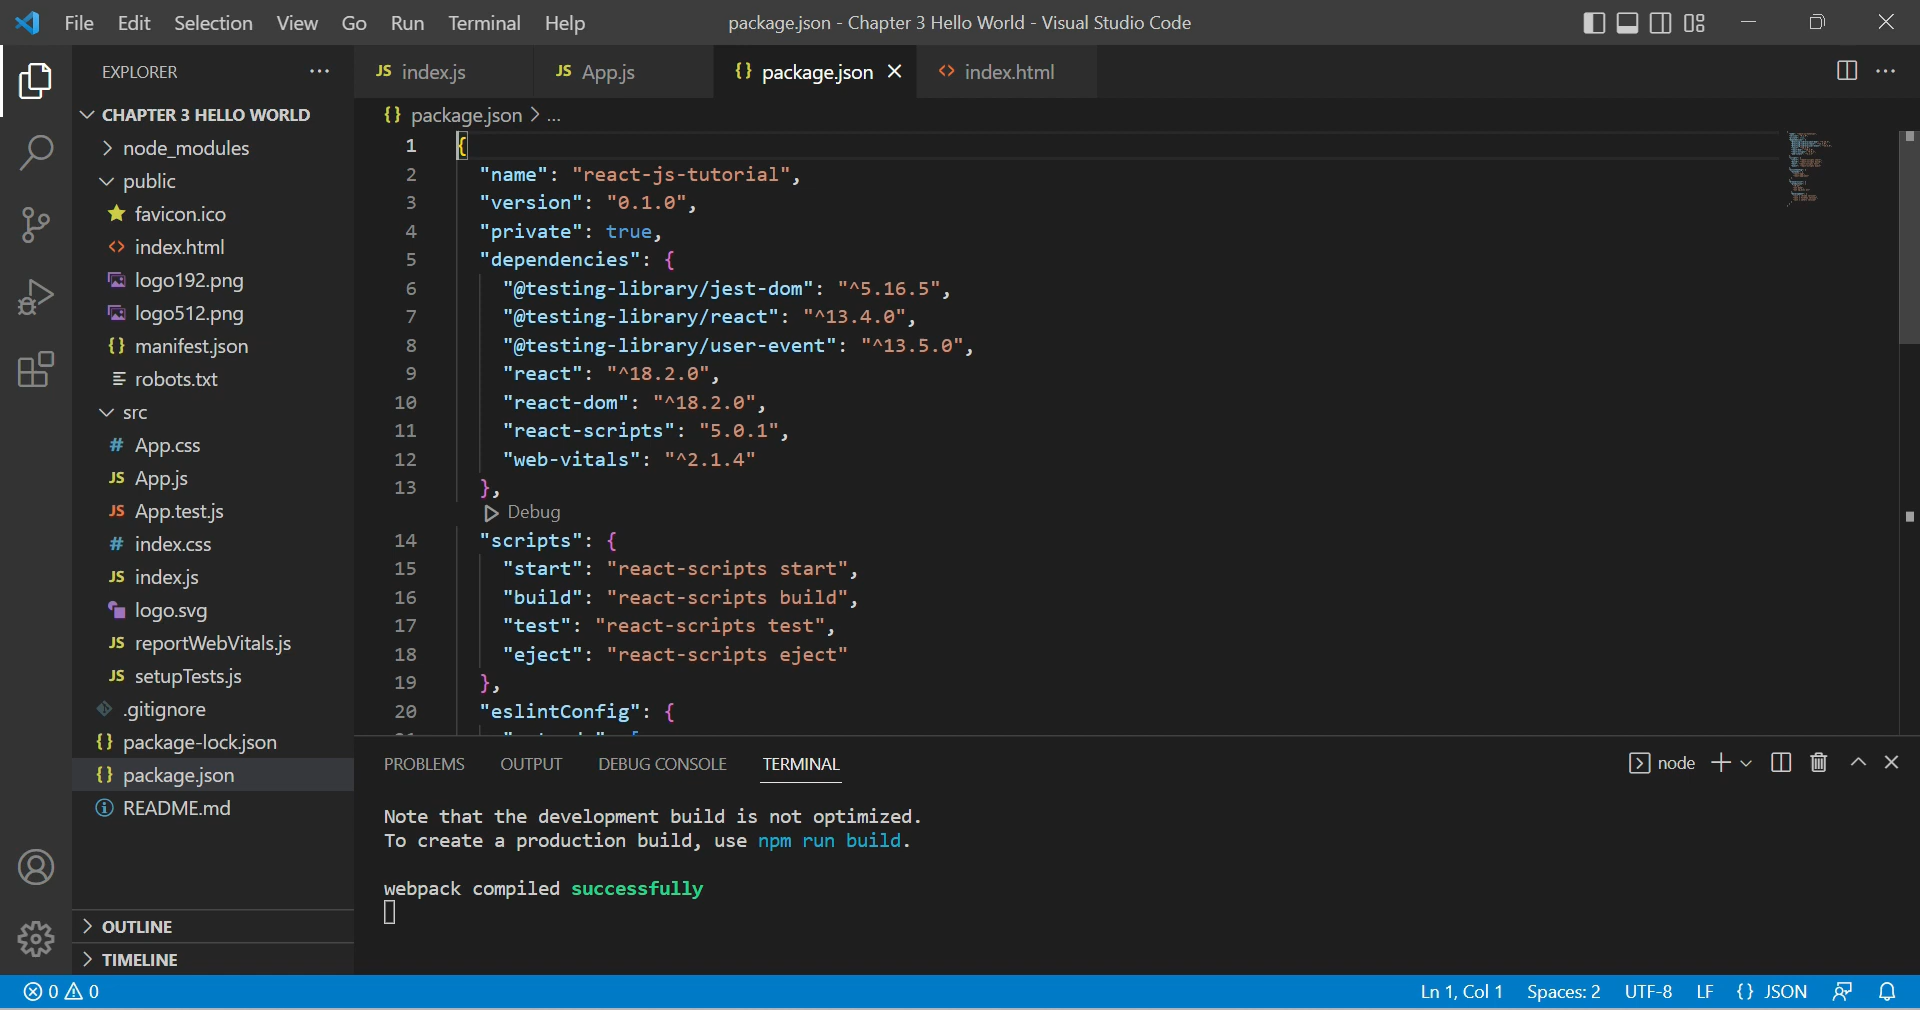 File Edit Selection View Go Run Terminal Help
package.json - Chapter 3 Hello World - Visual Studio Code
EXPLORER
CHAPTER 3 HELLO WORLD
node_modules
public
favicon.ico
index.html
logo192.png
logo512.png
manifest.json
robots.txt
src
# App.css
JS App.js
JS App.test.js
# index.css
JS index.js
logo.svg
JS reportWebVitals.js
JS setupTests.js
.gitignore
{} package-lock.json
{} package.json
README.md
OUTLINE
TIMELINE
JS index.js
JS App.js
{} package.json
<> index.html
{} package.json > ...
1 {
2 "name": "react-js-tutorial",
3 "version": "0.1.0",
4 "private": true,
5 "dependencies": {
6 "@testing-library/jest-dom": "^5.16.5",
7 "@testing-library/react": "^13.4.0",
8 "@testing-library/user-event": "^13.5.0",
9 "react": "^18.2.0",
10 "react-dom": "^18.2.0",
11 "react-scripts": "5.0.1",
12 "web-vitals": "^2.1.4"
13 },
Debug
14 "scripts": {
15 "start": "react-scripts start",
16 "build": "react-scripts build",
17 "test": "react-scripts test",
18 "eject": "react-scripts eject"
19 },
20 "eslintConfig": {
PROBLEMS OUTPUT DEBUG CONSOLE TERMINAL
node
Note that the development build is not optimized.
To create a production build, use npm run build.
webpack compiled successfully
0 0
Ln 1, Col 1 Spaces: 2 UTF-8 LF {} JSON